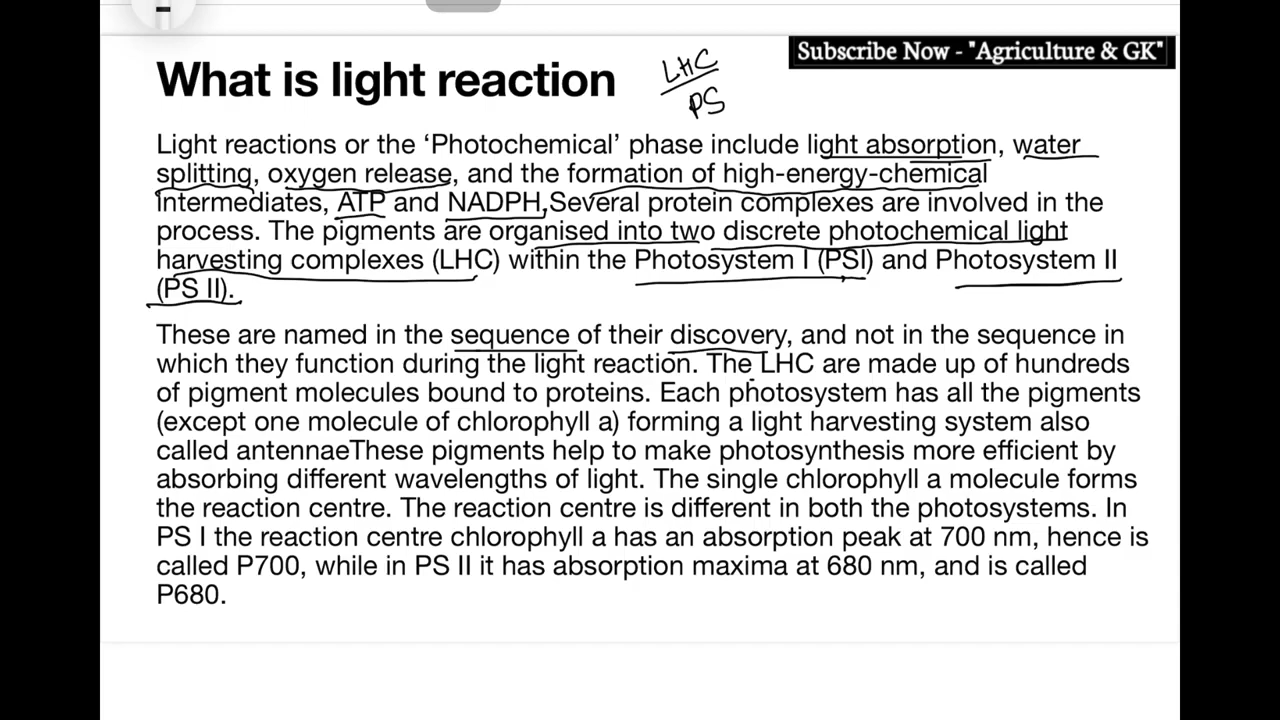 Subscribe Now - "Agriculture & GK"
What is light reaction
LHC
PS
Light reactions or the ‘Photochemical’ phase include light absorption, water
splitting, oxygen release, and the formation of high-energy-chemical
intermediates, ATP and NADPH,Several protein complexes are involved in the
process. The pigments are organised into two discrete photochemical light
harvesting complexes (LHC) within the Photosystem I (PSI) and Photosystem II
(PS II).
These are named in the sequence of their discovery, and not in the sequence in
which they function during the light reaction. The LHC are made up of hundreds
of pigment molecules bound to proteins. Each photosystem has all the pigments
(except one molecule of chlorophyll a) forming a light harvesting system also
called antennaeThese pigments help to make photosynthesis more efficient by
absorbing different wavelengths of light. The single chlorophyll a molecule forms
the reaction centre. The reaction centre is different in both the photosystems. In
PS I the reaction centre chlorophyll a has an absorption peak at 700 nm, hence is
called P700, while in PS II it has absorption maxima at 680 nm, and is called
P680.